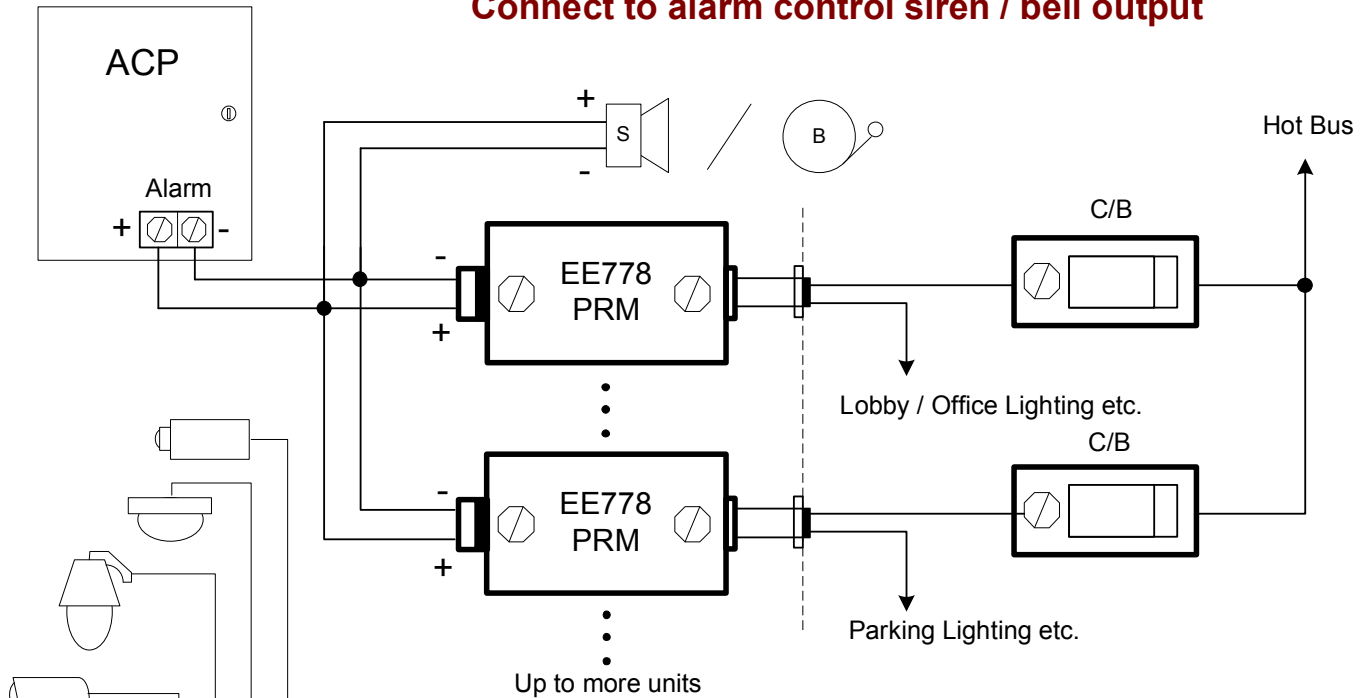 Connect to alarm control siren / bell output
ACP
Alarm
+
-
+
S
-
B
Hot Bus
C/B
-
EE778
PRM
+
Lobby / Office Lighting etc.
C/B
-
EE778
PRM
+
Parking Lighting etc.
Up to more units